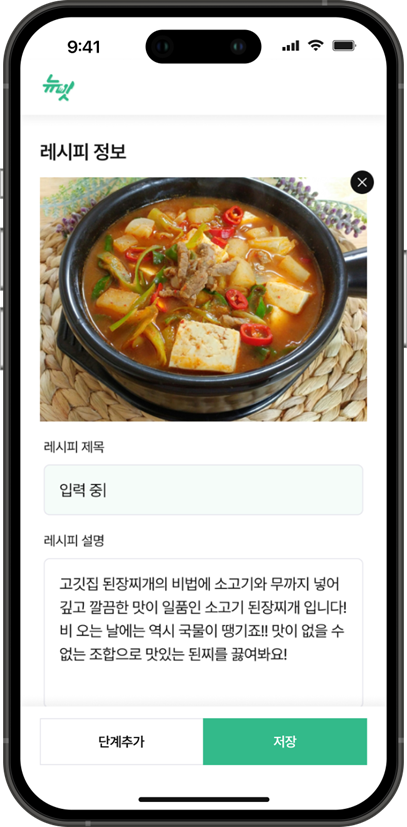 9:41
뉴밋
레시피 정보
레시피 제목
입력 중
레시피 설명
고깃집 된장찌개의 비법에 소고기와 무까지 넣어
깊고 깔끔한 맛이 일품인 소고기 된장찌개 입니다!
비 오는 날에는 역시 국물이 땡기죠!! 맛이 없을 수
없는 조합으로 맛있는 된찌를 끓여봐요!
단계추가
저장